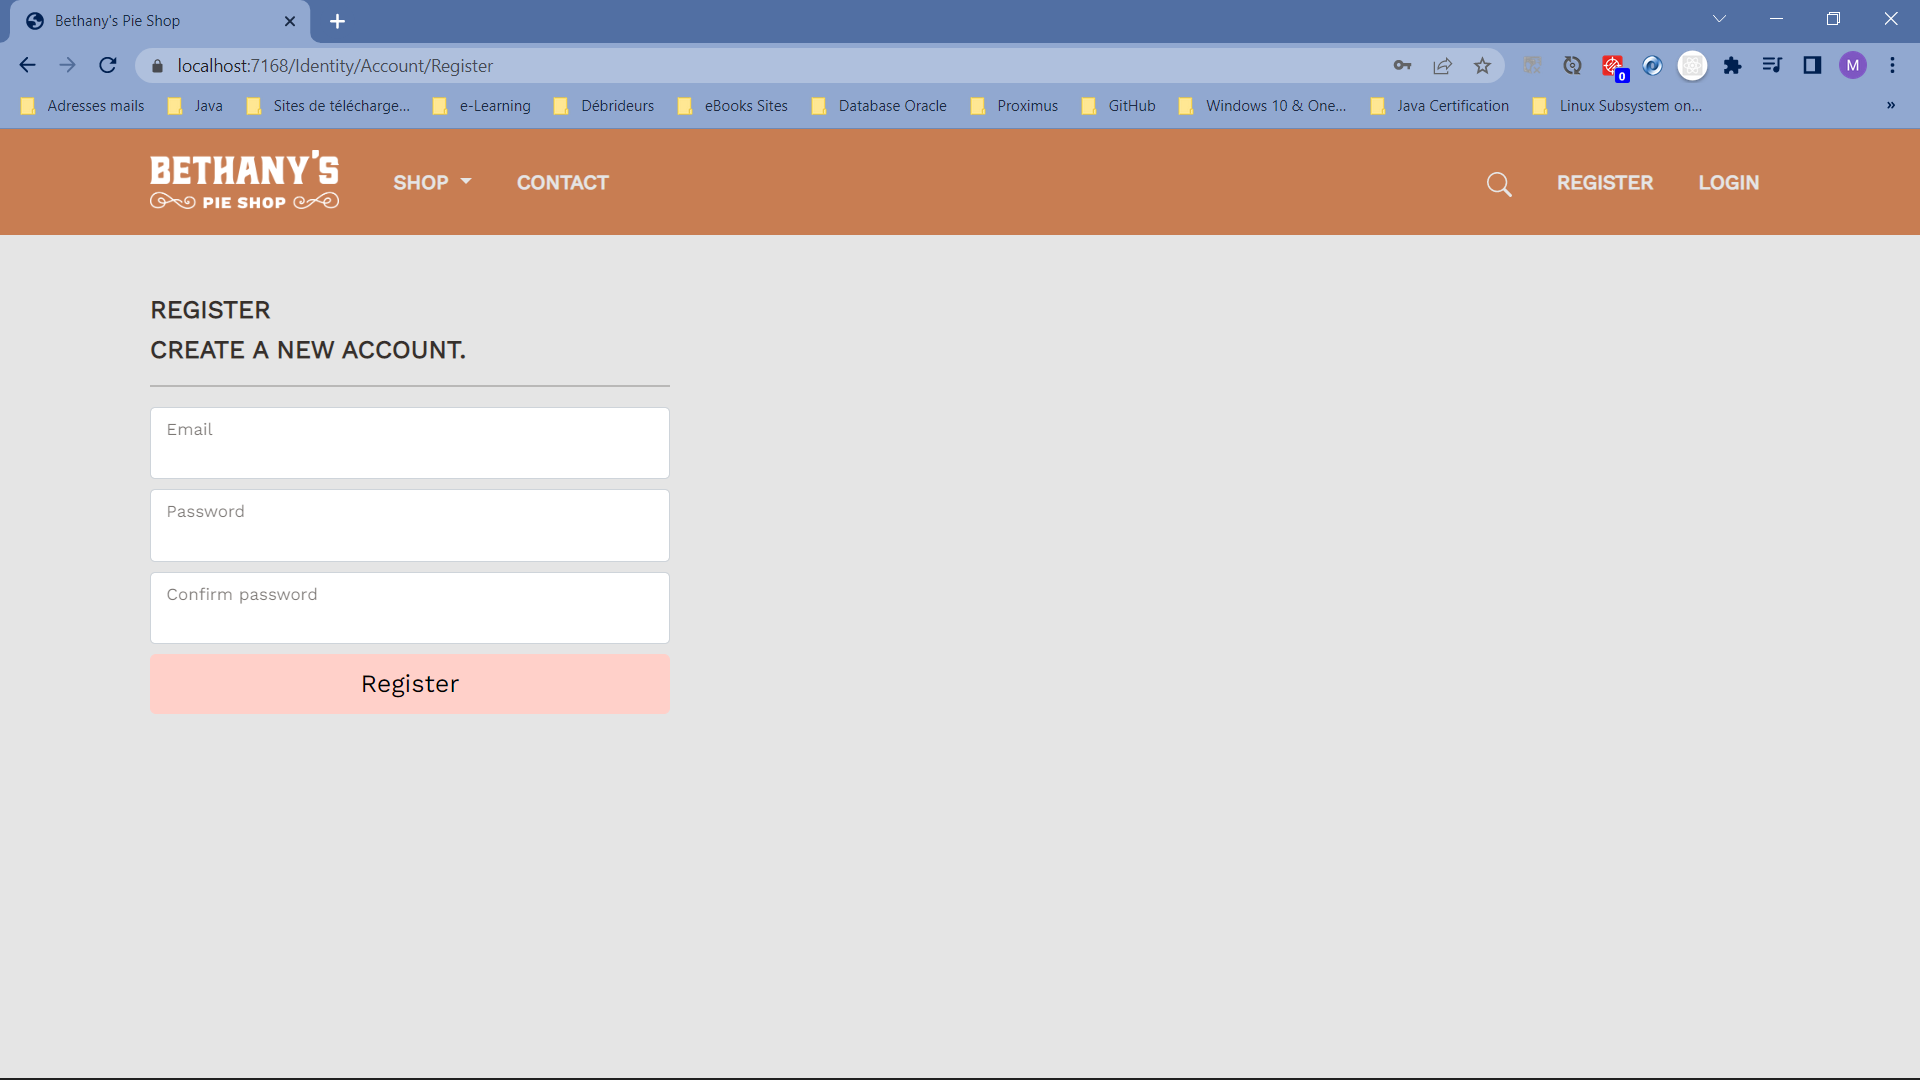 Bethany's Pie Shop
localhost:7168/Identity/Account/Register
0
M
Adresses mails Java Sites de télécharge... e-Learning Débrideurs eBooks Sites Database Oracle Proximus GitHub Windows 10 & One... Java Certification Linux Subsystem on... »
BETHANY'S
PIE SHOP
SHOP CONTACT REGISTER LOGIN
REGISTER
CREATE A NEW ACCOUNT.
Email
Password
Confirm password
Register